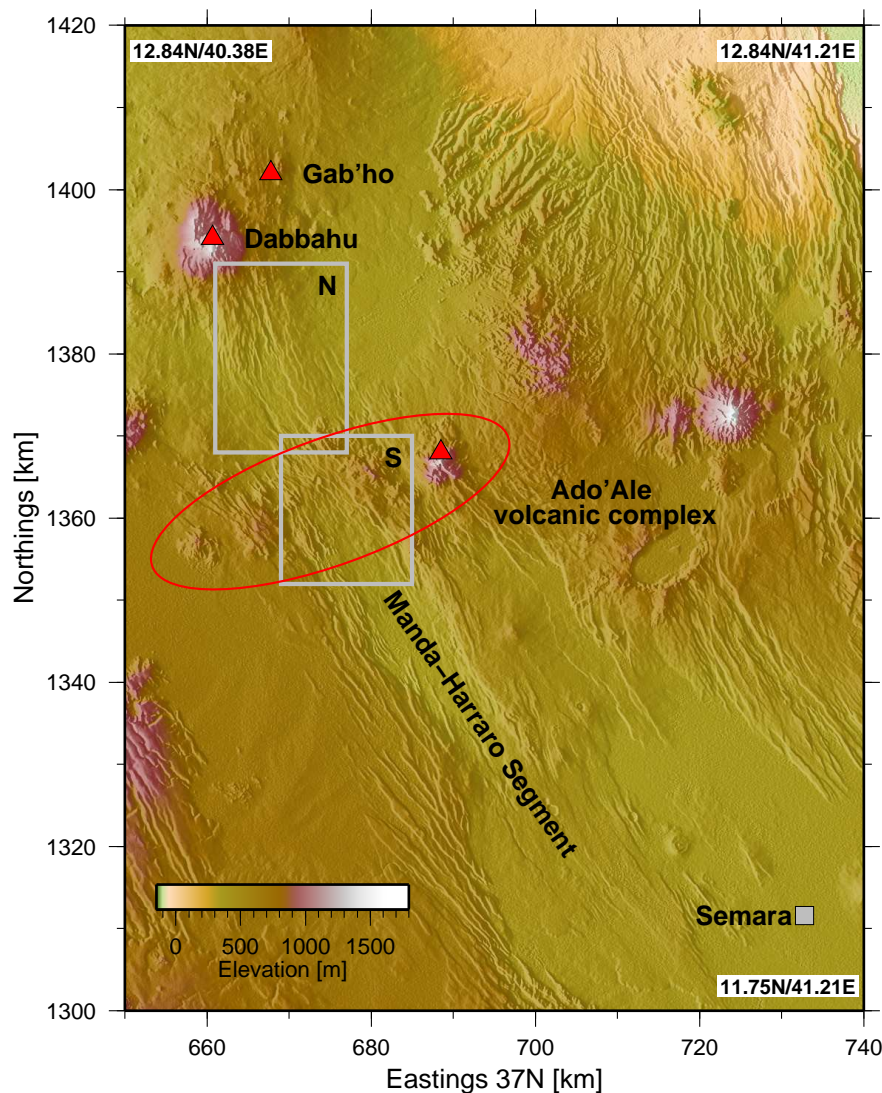 1420
12.84N/40.38E
12.84N/41.21E
Gab’ho
1400
Dabbahu
N
1380
S
Ado’Ale
volcanic complex
1360
Northings [km]
Manda–Harraro Segment
1340
1320
Semara
0 500 1000 1500
Elevation [m]
11.75N/41.21E
1300
660 680 700 720 740
Eastings 37N [km]